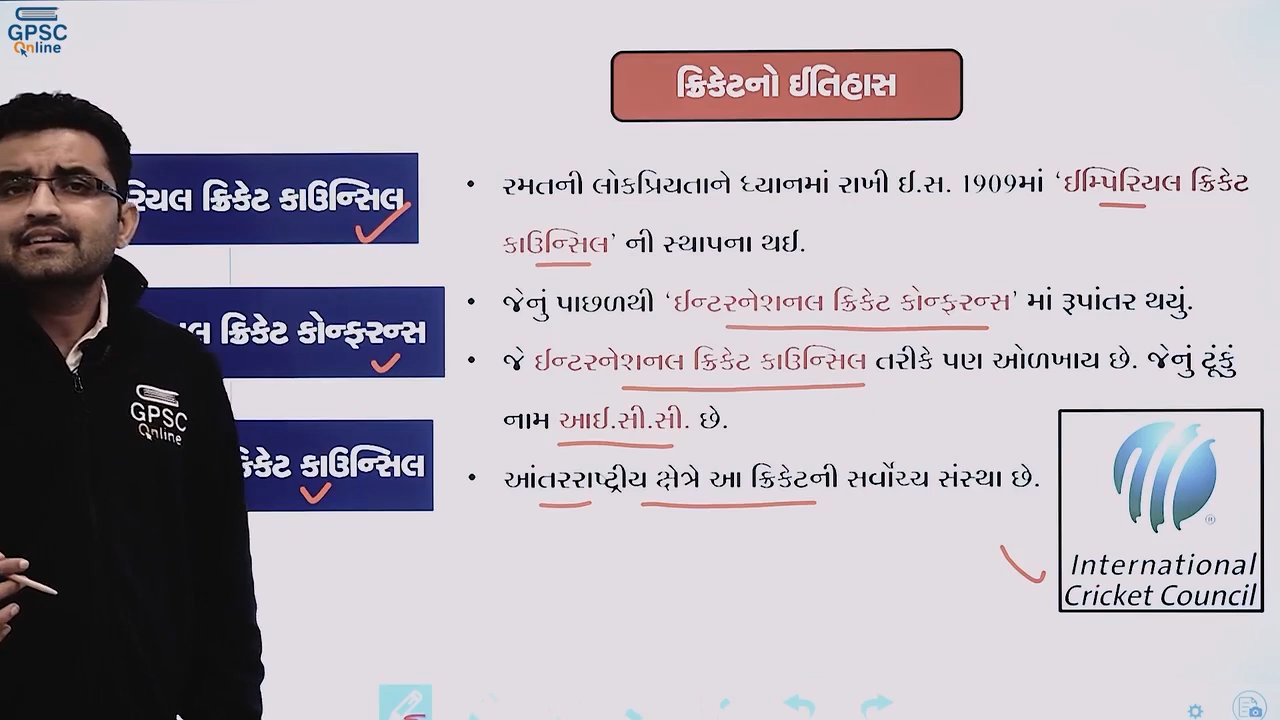 GPSC
Online
ક્રિકેટનો ઈતિહાસ
રિયલ ક્રિકેટ કાઉન્સિલ
લ ક્રિકેટ કોન્ફરન્સ
ક્રિકેટ કાઉન્સિલ
• રમતની લોકપ્રિયતાને ધ્યાનમાં રાખી ઈ.સ. 1909માં ‘ઈમ્પિરિયલ ક્રિકેટ
કાઉન્સિલ’ ની સ્થાપના થઈ.
• જેનું પાછળથી ‘ઈન્ટરનેશનલ ક્રિકેટ કોન્ફરન્સ’ માં રૂપાંતર થયું.
• જે ઈન્ટરનેશનલ ક્રિકેટ કાઉન્સિલ તરીકે પણ ઓળખાય છે. જેનું ટૂંકું
નામ આઈ.સી.સી. છે.
• આંતરરાષ્ટ્રીય ક્ષેત્રે આ ક્રિકેટની સર્વોચ્ચ સંસ્થા છે.
International
Cricket Council
GPSC
Online